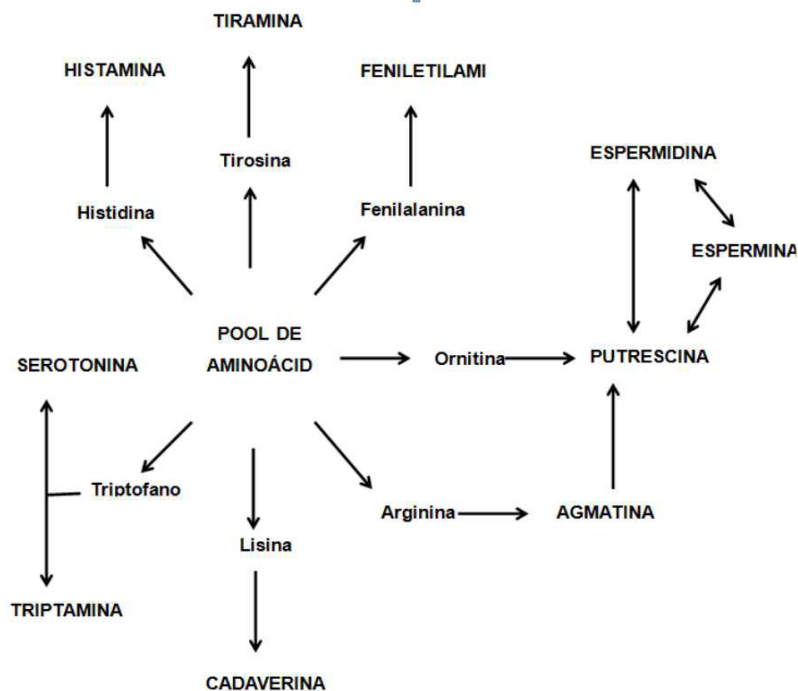 TIRAMINA
HISTAMINA
FENILETILAMI
Tirosina
ESPERMIDINA
Histidina
Fenilalanina
ESPERMINA
POOL DE
AMINOÁCID
SEROTONINA
Ornitina
PUTRESCINA
Triptofano
Arginina
AGMATINA
Lisina
TRIPTAMINA
CADAVERINA